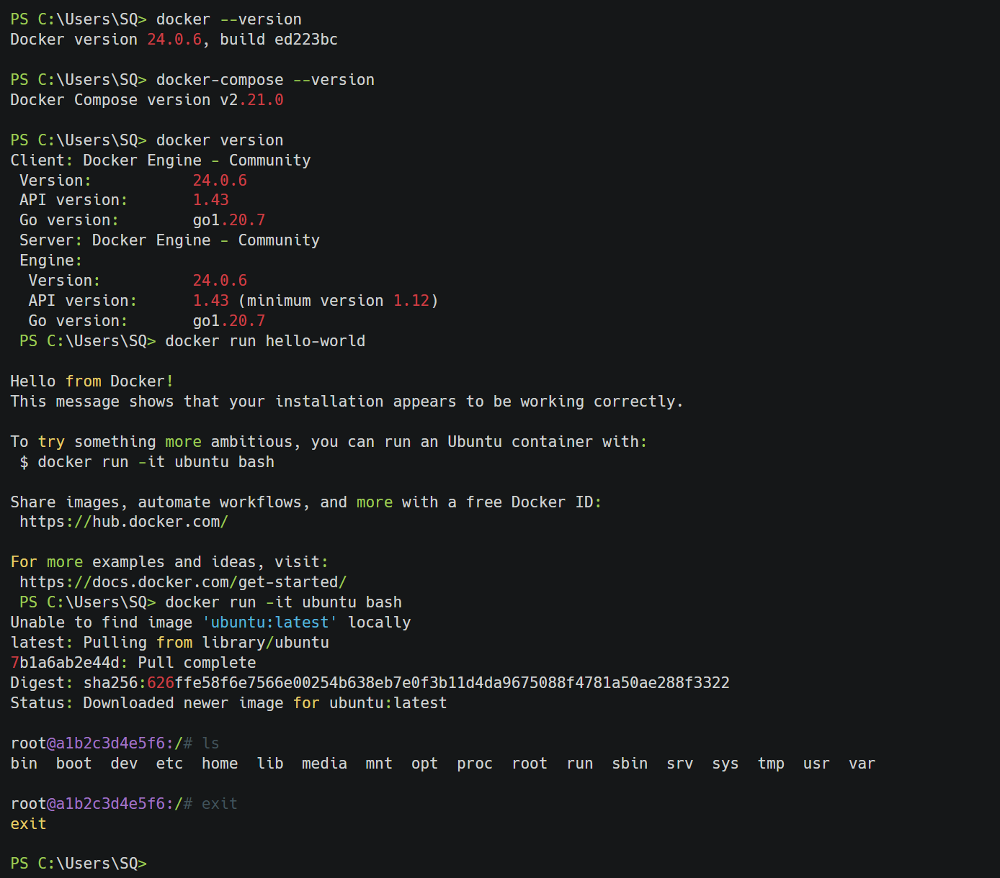 PS C:\Users\SQ> docker --version
Docker version 24.0.6, build ed223bc
PS C:\Users\SQ> docker-compose --version
Docker Compose version v2.21.0
PS C:\Users\SQ> docker version
Client: Docker Engine - Community
Version: 24.0.6
API version: 1.43
Go version: go1.20.7
Server: Docker Engine - Community
Engine:
Version: 24.0.6
API version: 1.43 (minimum version 1.12)
Go version: go1.20.7
PS C:\Users\SQ> docker run hello-world
Hello from Docker!
This message shows that your installation appears to be working correctly.
To try something more ambitious, you can run an Ubuntu container with:
$ docker run -it ubuntu bash
Share images, automate workflows, and more with a free Docker ID:
https://hub.docker.com/
For more examples and ideas, visit:
https://docs.docker.com/get-started/
PS C:\Users\SQ> docker run -it ubuntu bash
Unable to find image 'ubuntu:latest' locally
latest: Pulling from library/ubuntu
7b1a6ab2e44d: Pull complete
Digest: sha256:626ffe58f6e7566e00254b638eb7e0f3b11d4da9675088f4781a50ae288f3322
Status: Downloaded newer image for ubuntu:latest
root@a1b2c3d4e5f6:/# ls
bin boot dev etc home lib media mnt opt proc root run sbin srv sys tmp usr var
root@a1b2c3d4e5f6:/# exit
exit
PS C:\Users\SQ>